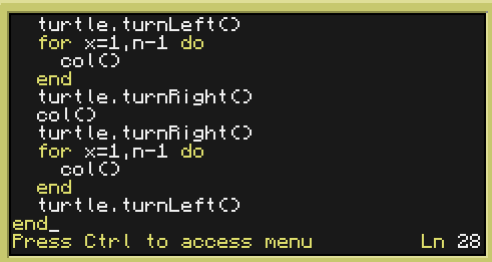 turtle.turnLeft()
for x=1,n-1 do
col()
end
turtle.turnRight()
col()
turtle.turnRight()
for x=1,n-1 do
col()
end
turtle.turnLeft()
end_
Press Ctrl to access menu Ln 28